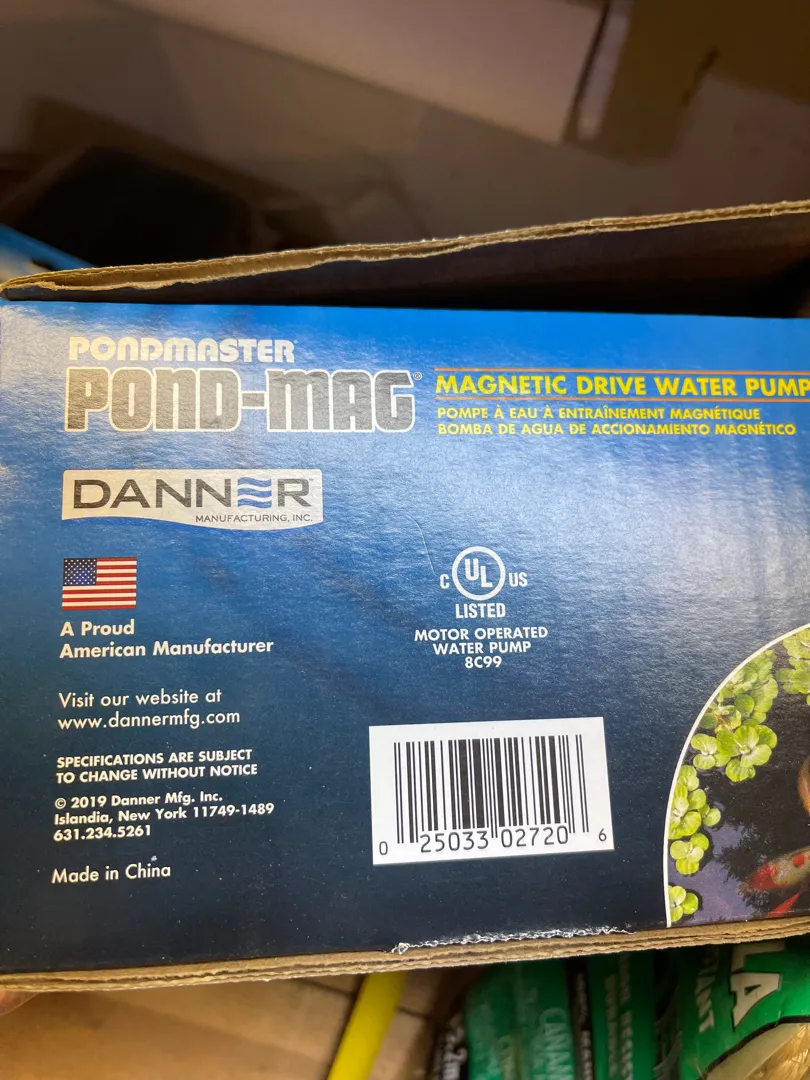 PONDMASTER
POND-MAG®
MAGNETIC DRIVE WATER PUMP
POMPE À EAU À ENTRAÎNEMENT MAGNÉTIQUE
BOMBA DE AGUA DE ACCIONAMIENTO MAGNÉTICO
DANNER
MANUFACTURING, INC.
A Proud
American Manufacturer
Visit our website at
www.dannermfg.com
SPECIFICATIONS ARE SUBJECT
TO CHANGE WITHOUT NOTICE
© 2019 Danner Mfg. Inc.
Islandia, New York 11749-1489
631.234.5261
Made in China
C UL US
LISTED
MOTOR OPERATED
WATER PUMP
8C99
0 25033 02720 6
LA